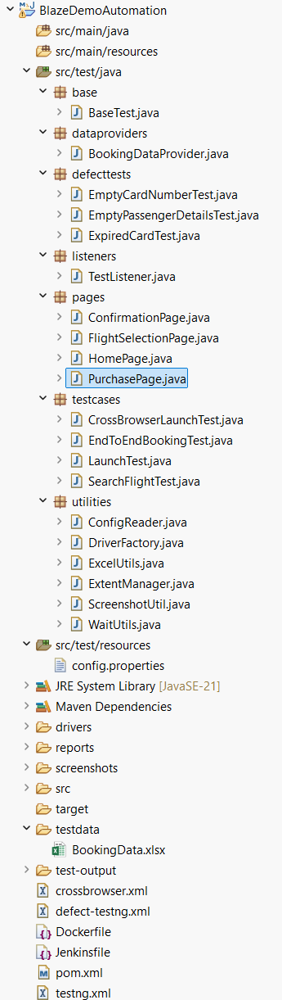 BlazeDemoAutomation
src/main/java
src/main/resources
src/test/java
base
BaseTest.java
dataproviders
BookingDataProvider.java
defecttests
EmptyCardNumberTest.java
EmptyPassengerDetailsTest.java
ExpiredCardTest.java
listeners
TestListener.java
pages
ConfirmationPage.java
FlightSelectionPage.java
HomePage.java
PurchasePage.java
testcases
CrossBrowserLaunchTest.java
EndToEndBookingTest.java
LaunchTest.java
SearchFlightTest.java
utilities
ConfigReader.java
DriverFactory.java
ExcelUtils.java
ExtentManager.java
ScreenshotUtil.java
WaitUtils.java
src/test/resources
config.properties
JRE System Library [JavaSE-21]
Maven Dependencies
drivers
reports
screenshots
src
target
testdata
BookingData.xlsx
test-output
crossbrowser.xml
defect-testng.xml
Dockerfile
Jenkinsfile
pom.xml
testng.xml